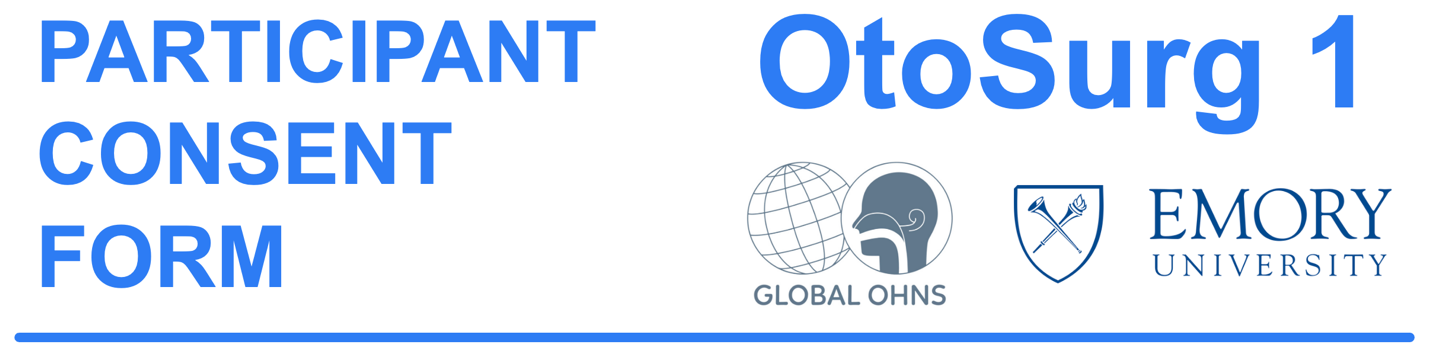 PARTICIPANT
CONSENT
FORM
OtoSurg 1
GLOBAL OHNS
EMORY
UNIVERSITY